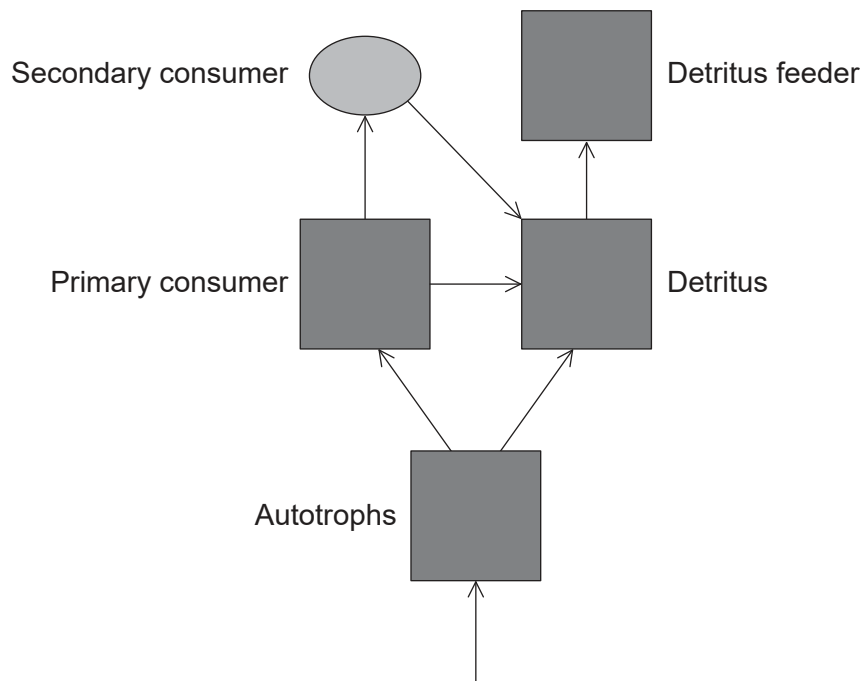 Secondary consumer
Detritus feeder
Primary consumer
Detritus
Autotrophs